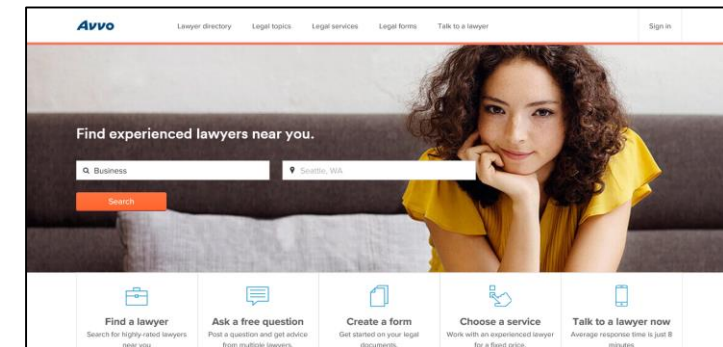 Avvo
Lawyer directory Legal topics Legal services Legal forms Talk to a lawyer Sign in
Find experienced lawyers near you.
Business Seattle, WA
Search
Find a lawyer Ask a free question Create a form Choose a service Talk to a lawyer now
Search for highly-rated lawyers Post a question and get advice Get started on your legal Work with an experienced lawyer Average response time is just 8
near you. from multiple lawyers. documents. for a fixed price. minutes